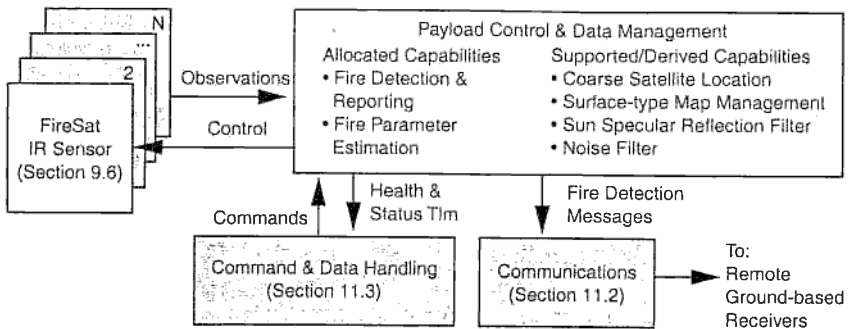 N
...
2
FireSat
IR Sensor
(Section 9.6)
Observations
Control
Payload Control & Data Management
Allocated Capabilities
• Fire Detection &
Reporting
• Fire Parameter
Estimation
Supported/Derived Capabilities
• Coarse Satellite Location
• Surface-type Map Management
• Sun Specular Reflection Filter
• Noise Filter
Commands
Health &
Status Tlm
Fire Detection
Messages
Command & Data Handling
(Section 11.3)
Communications
(Section 11.2)
To:
Remote
Ground-based
Receivers